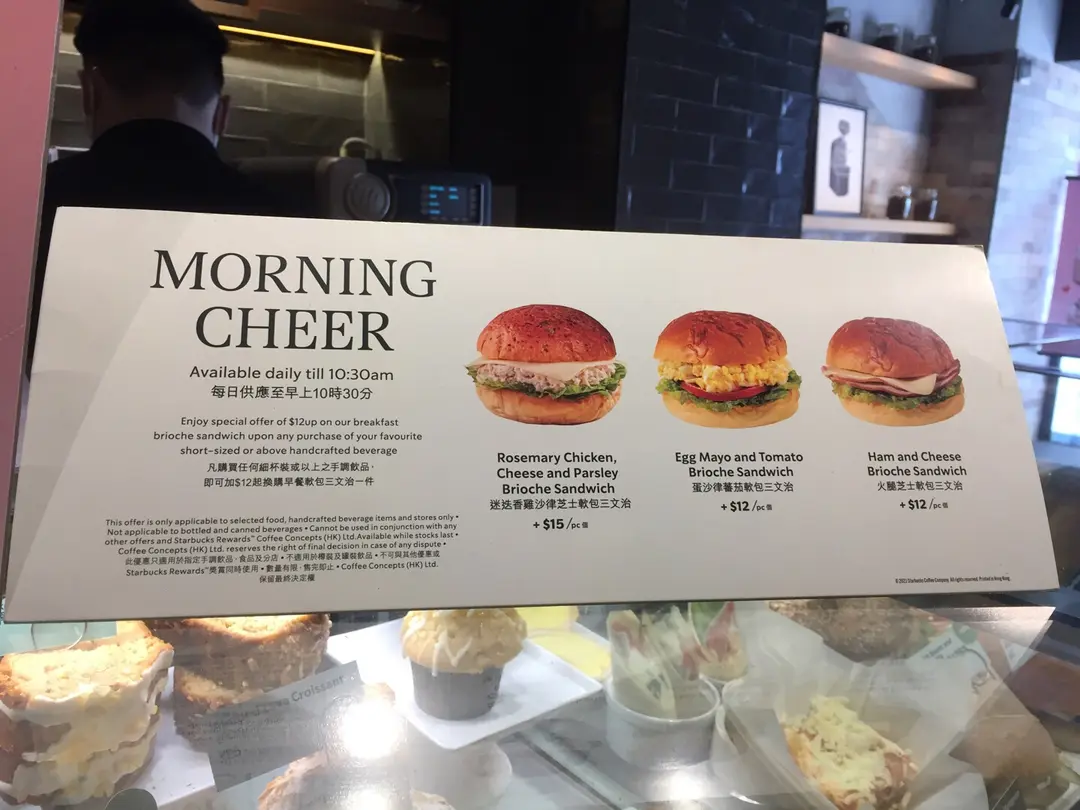 MORNING
CHEER
Available daily till 10:30am
每日供應至早上10時30分
Enjoy special offer of $12up on our breakfast
brioche sandwich upon any purchase of your favourite
short-sized or above handcrafted beverage
凡購買任何細杯裝或以上之手調飲品，
即可加$12起換購早餐軟包三文治一件
This offer is only applicable to selected food, handcrafted beverage items and stores only •
Not applicable to bottled and canned beverages • Cannot be used in conjunction with any
other offers and Starbucks Rewards™ Coffee Concepts (HK) Ltd.Available while stocks last •
Coffee Concepts (HK) Ltd. reserves the right of final decision in case of any dispute •
此優惠只適用於指定手調飲品、食品及分店 • 不適用於樽裝及罐裝飲品 • 不可與其他優惠或
Starbucks Rewards™獎賞同時使用 • 數量有限，售完即止 • Coffee Concepts (HK) Ltd.
保留最終決定權
Rosemary Chicken,
Cheese and Parsley
Brioche Sandwich
迷迭香雞沙律芝士軟包三文治
+ $15 /pc 個
Egg Mayo and Tomato
Brioche Sandwich
蛋沙律蕃茄軟包三文治
+ $12 /pc 個
Ham and Cheese
Brioche Sandwich
火腿芝士軟包三文治
+ $12 /pc 個
© 2023 Starbucks Coffee Company. All rights reserved. Printed in Hong Kong.
Croissant